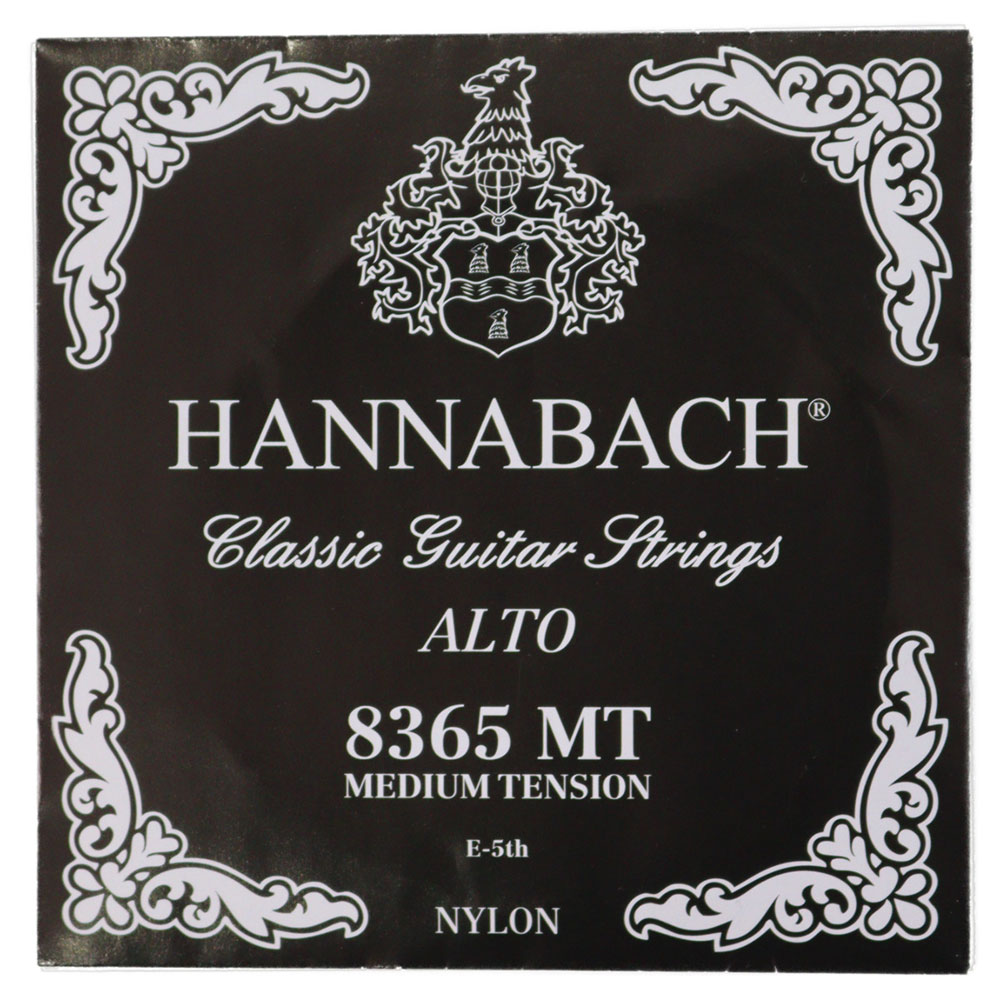 HANNABACH®
Classic Guitar Strings
ALTO
8365 MT
MEDIUM TENSION
E-5th
NYLON